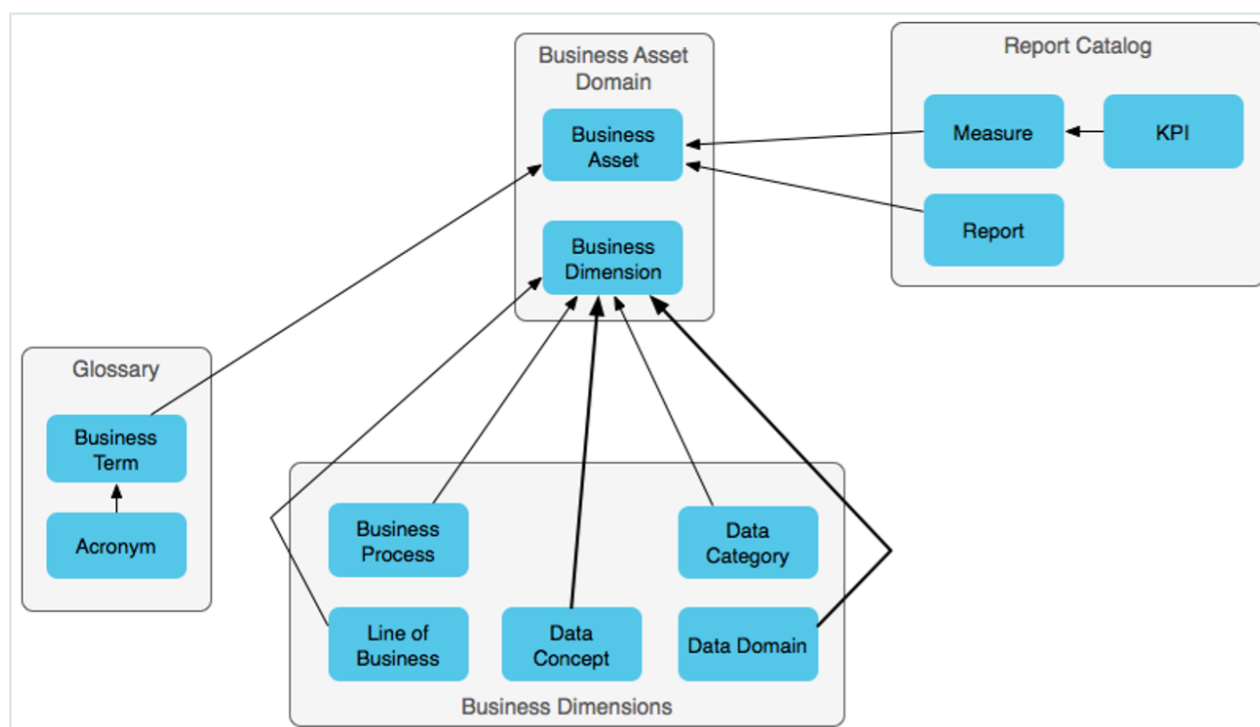 Business Asset
Domain
Business
Asset
Business
Dimension
Report Catalog
Measure
KPI
Report
Glossary
Business
Term
Acronym
Business
Process
Data
Category
Line of
Business
Data
Concept
Data Domain
Business Dimensions